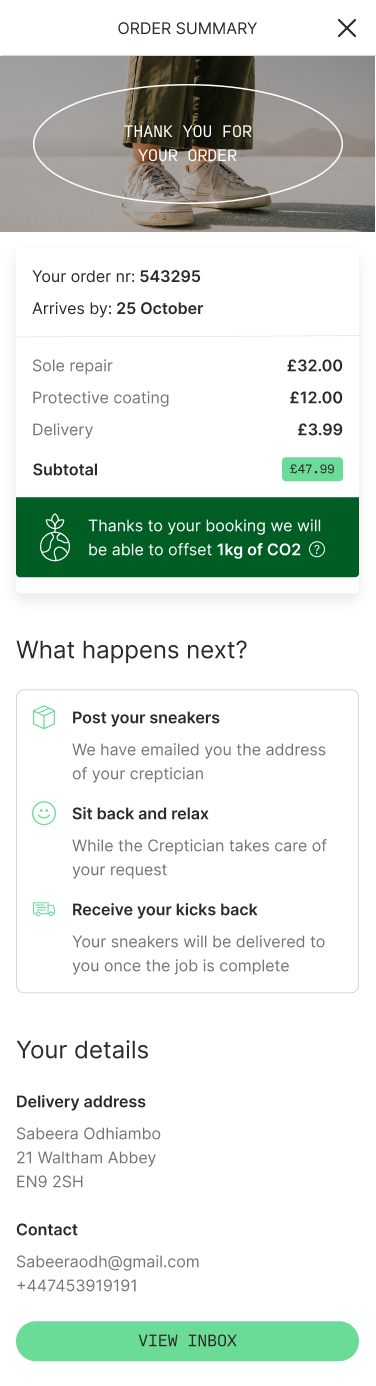 ORDER SUMMARY
THANK YOU FOR
YOUR ORDER
Your order nr: 543295
Arrives by: 25 October
Sole repair £32.00
Protective coating £12.00
Delivery £3.99
Subtotal £47.99
Thanks to your booking we will
be able to offset 1kg of CO2 ?
What happens next?
Post your sneakers
We have emailed you the address
of your creptician
Sit back and relax
While the Creptician takes care of
your request
Receive your kicks back
Your sneakers will be delivered to
you once the job is complete
Your details
Delivery address
Sabeera Odhiambo
21 Waltham Abbey
EN9 2SH
Contact
Sabeeraodh@gmail.com
+447453919191
VIEW INBOX